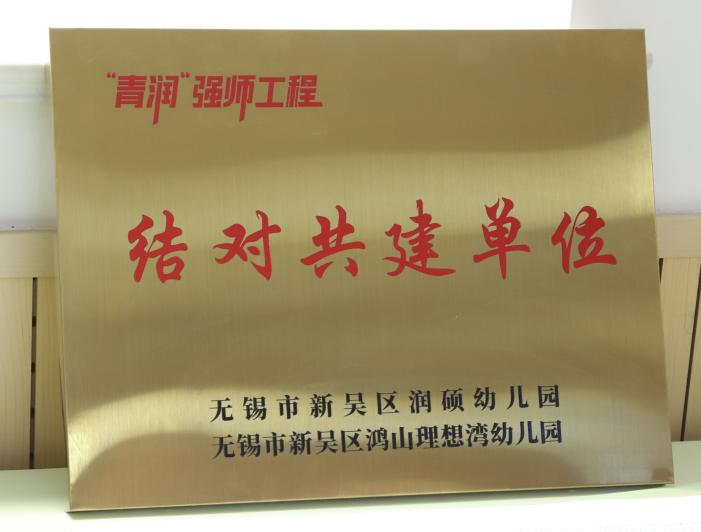 “青润“强师工程
结对共建单位
无锡市新吴区润硕幼儿园
无锡市新吴区鸿山理想湾幼儿园